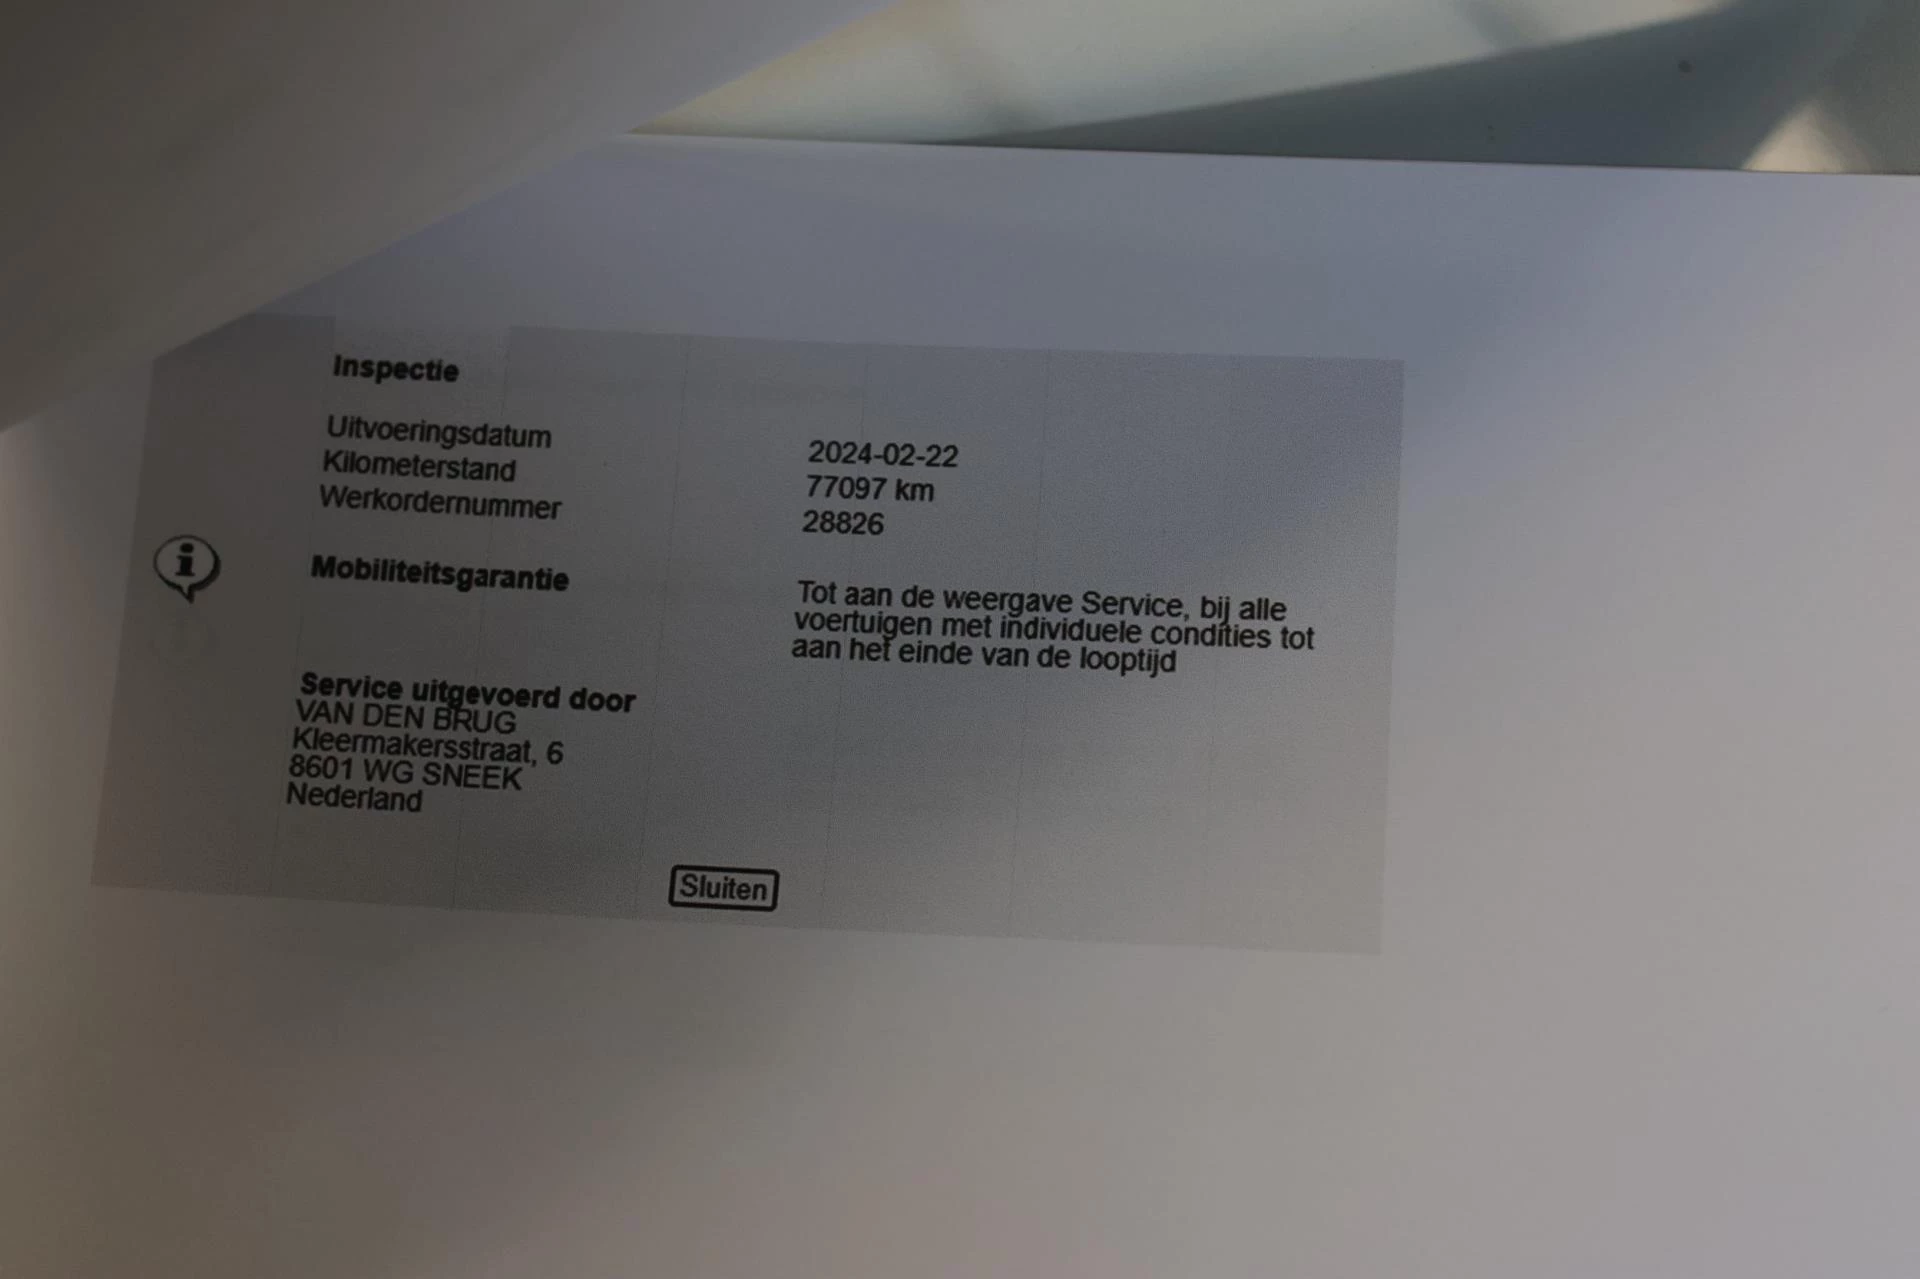 Inspectie
Uitvoeringsdatum 2024-02-22
Kilometerstand 77097 km
Werkordernummer 28826
Mobiliteitsgarantie
Tot aan de weergave Service, bij alle
voertuigen met individuele condities tot
aan het einde van de looptijd
Service uitgevoerd door
VAN DEN BRUG
Kleermakersstraat, 6
8601 WG SNEEK
Nederland
Sluiten